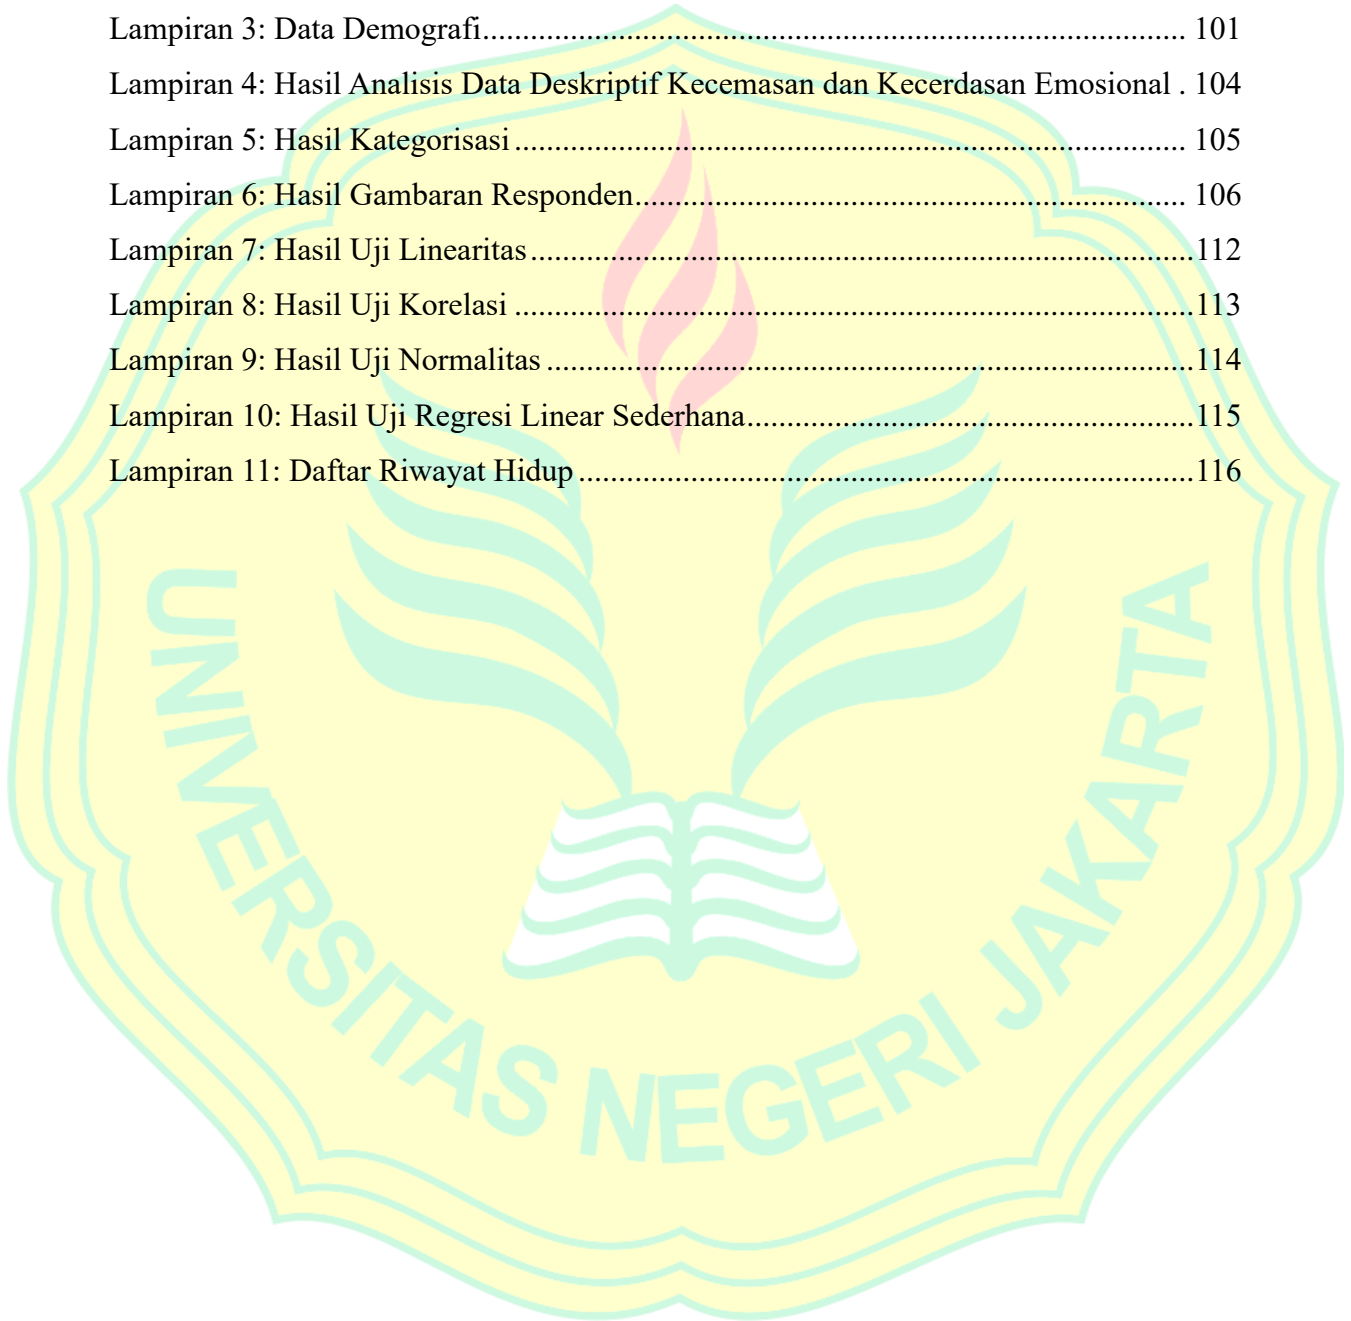 Lampiran 3: Data Demografi........................................................................................ 101
Lampiran 4: Hasil Analisis Data Deskriptif Kecemasan dan Kecerdasan Emosional . 104
Lampiran 5: Hasil Kategorisasi.................................................................................... 105
Lampiran 6: Hasil Gambaran Responden..................................................................... 106
Lampiran 7: Hasil Uji Linearitas...................................................................................112
Lampiran 8: Hasil Uji Korelasi.....................................................................................113
Lampiran 9: Hasil Uji Normalitas.................................................................................114
Lampiran 10: Hasil Uji Regresi Linear Sederhana........................................................115
Lampiran 11: Daftar Riwayat Hidup.............................................................................116
UNIVERSITAS NEGERI JAKARTA